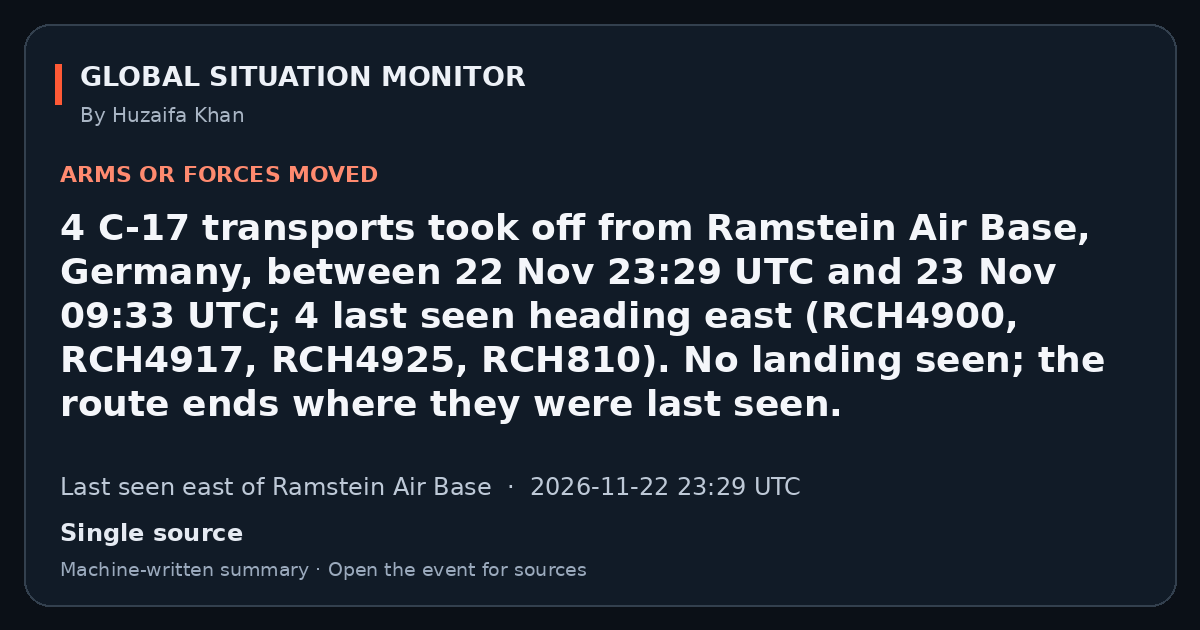 GLOBAL SITUATION MONITOR
By Huzaifa Khan
ARMS OR FORCES MOVED
4 C-17 transports took off from Ramstein Air Base,
Germany, between 22 Nov 23:29 UTC and 23 Nov
09:33 UTC; 4 last seen heading east (RCH4900,
RCH4917, RCH4925, RCH810). No landing seen; the
route ends where they were last seen.
Last seen east of Ramstein Air Base · 2026-11-22 23:29 UTC
Single source
Machine-written summary · Open the event for sources